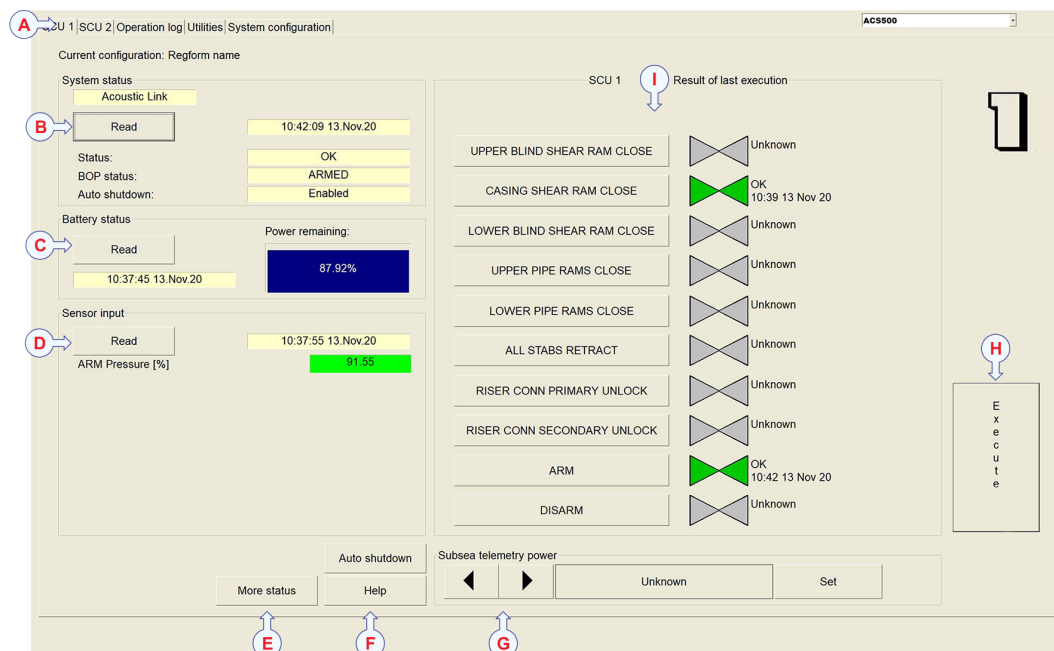 A
SCU 1 SCU 2 Operation log Utilities System configuration
ACS500
Current configuration: Regform name
System status
Acoustic Link
B
Read
10:42:09 13.Nov.20
Status:
OK
BOP status:
ARMED
Auto shutdown:
Enabled
Battery status
C
Read
Power remaining:
87.92%
10:37:45 13.Nov.20
Sensor input
D
Read
10:37:55 13.Nov.20
ARM Pressure [%]
91.55
SCU 1
I
Result of last execution
UPPER BLIND SHEAR RAM CLOSE
Unknown
CASING SHEAR RAM CLOSE
OK
10:39 13 Nov 20
LOWER BLIND SHEAR RAM CLOSE
Unknown
UPPER PIPE RAMS CLOSE
Unknown
LOWER PIPE RAMS CLOSE
Unknown
ALL STABS RETRACT
Unknown
RISER CONN PRIMARY UNLOCK
Unknown
RISER CONN SECONDARY UNLOCK
Unknown
ARM
OK
10:42 13 Nov 20
DISARM
Unknown
1
H
Execute
Auto shutdown
More status
Help
Subsea telemetry power
Unknown
Set
E
F
G